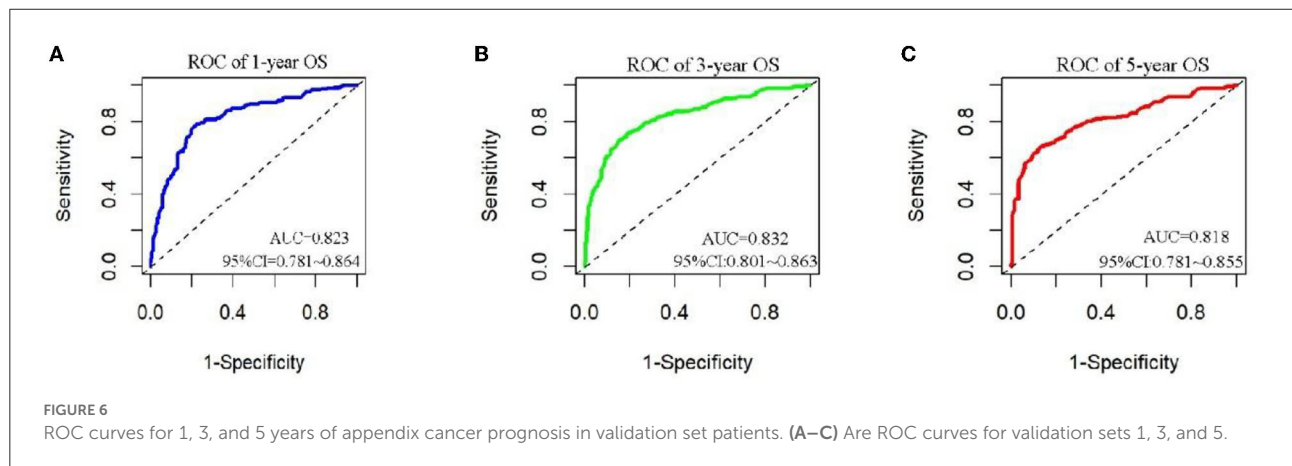 A
ROC of 1-year OS
Sensitivity
0.0
0.4
0.8
AUC=0.823
95%CI=0.781~0.864
0.0 0.4 0.8
1-Specificity
B
ROC of 3-year OS
Sensitivity
0.0
0.4
0.8
AUC=0.832
95%CI:0.801~0.863
0.0 0.4 0.8
1-Specificity
C
ROC of 5-year OS
Sensitivity
0.0
0.4
0.8
AUC=0.818
95%CI:0.781~0.855
0.0 0.4 0.8
1-Specificity
FIGURE 6
ROC curves for 1, 3, and 5 years of appendix cancer prognosis in validation set patients. (A–C) Are ROC curves for validation sets 1, 3, and 5.